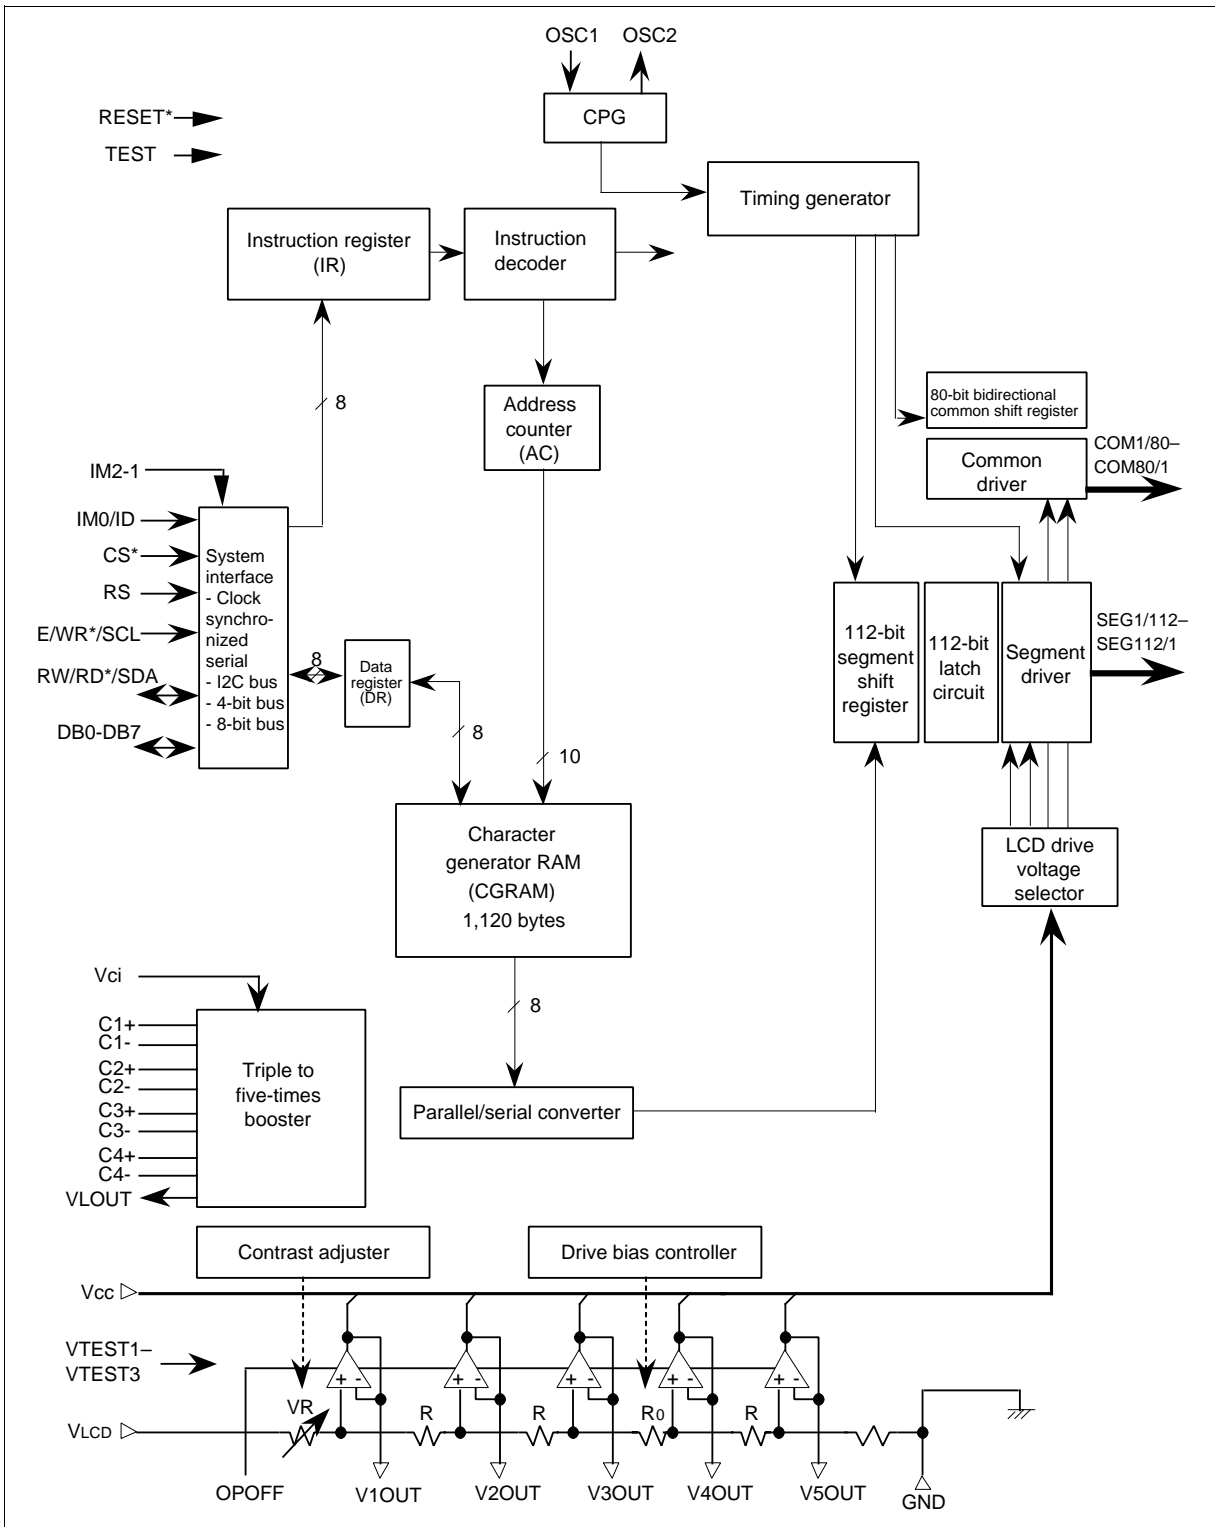 OSC1 OSC2
RESET*
TEST
CPG
Timing generator
Instruction register
(IR)
Instruction
decoder
8
Address
counter
(AC)
80-bit bidirectional
common shift register
Common
driver
COM1/80–
COM80/1
IM2-1
IM0/ID
CS*
RS
E/WR*/SCL
RW/RD*/SDA
DB0-DB7
System
interface
- Clock
synchro-
nized
serial
- I2C bus
- 4-bit bus
- 8-bit bus
8
Data
register
(DR)
8
10
112-bit
segment
shift
register
112-bit
latch
circuit
Segment
driver
SEG1/112–
SEG112/1
Character
generator RAM
(CGRAM)
1,120 bytes
LCD drive
voltage
selector
8
Parallel/serial converter
Vci
C1+
C1-
C2+
C2-
C3+
C3-
C4+
C4-
VLOUT
Triple to
five-times
booster
Contrast adjuster
Drive bias controller
Vcc
VTEST1–
VTEST3
+ - + - + - + - + -
VLCD
VR R R R0 R
OPOFF V1OUT V2OUT V3OUT V4OUT V5OUT GND